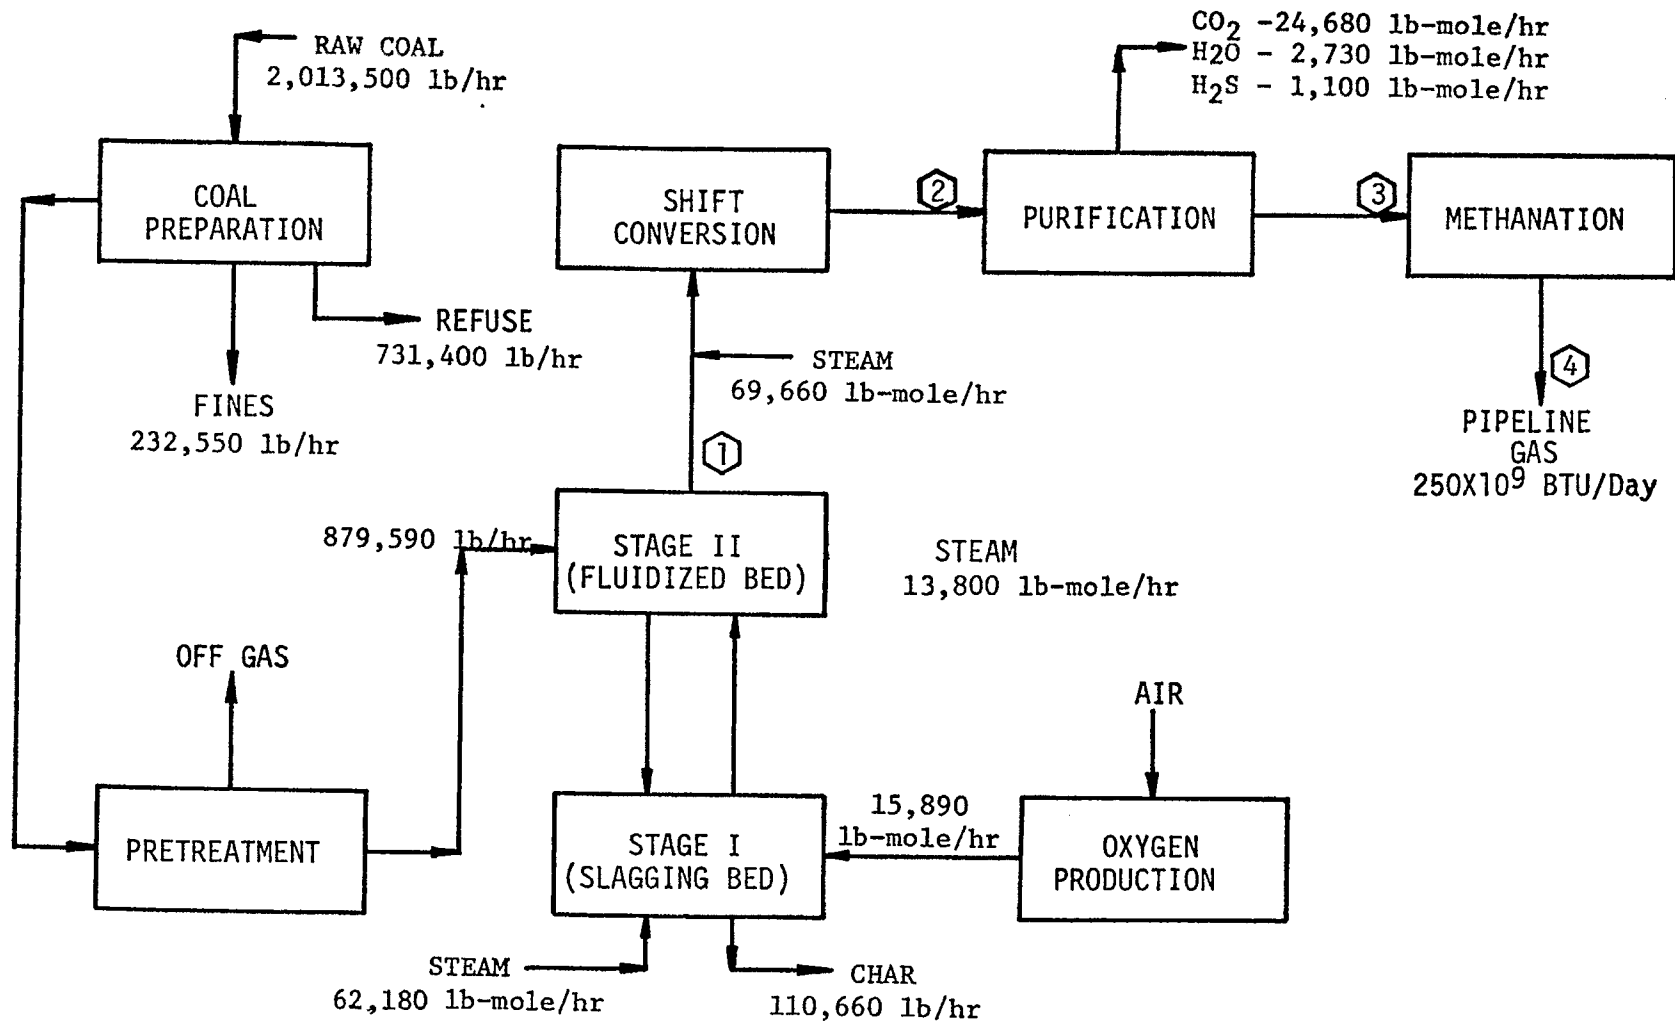 CO2 -24,680 lb-mole/hr
H2O - 2,730 lb-mole/hr
H2S - 1,100 lb-mole/hr
RAW COAL
2,013,500 lb/hr
COAL
PREPARATION
SHIFT
CONVERSION
2
PURIFICATION
3
METHANATION
REFUSE
731,400 lb/hr
STEAM
69,660 lb-mole/hr
4
FINES
232,550 lb/hr
PIPELINE
GAS
250X10⁹ BTU/Day
1
879,590 lb/hr
STAGE II
(FLUIDIZED BED)
STEAM
13,800 lb-mole/hr
OFF GAS
AIR
PRETREATMENT
STAGE I
(SLAGGING BED)
15,890
lb-mole/hr
OXYGEN
PRODUCTION
STEAM
62,180 lb-mole/hr
CHAR
110,660 lb/hr